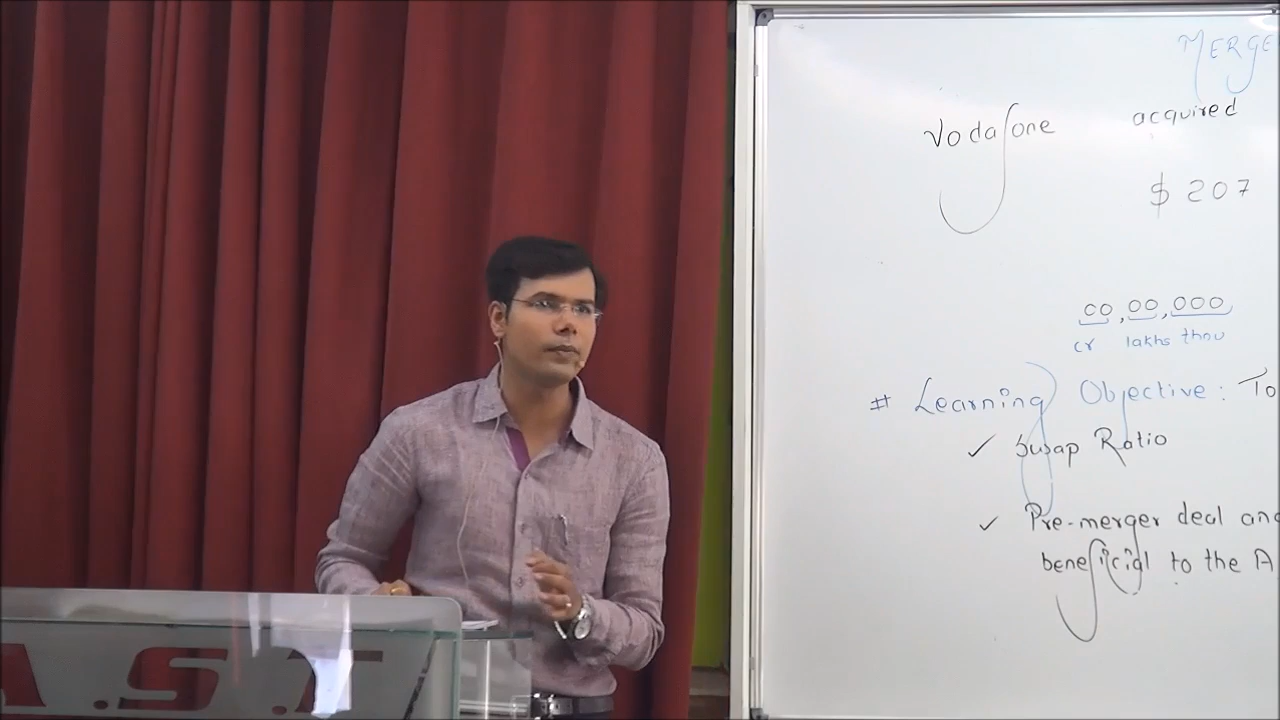 MERGE
Vodafone acquired
$ 207
00,00,000
cr lakhs thou
# Learning Objective: To
✓ Swap Ratio
✓ Pre-merger deal and
beneficial to the A
A.S.T